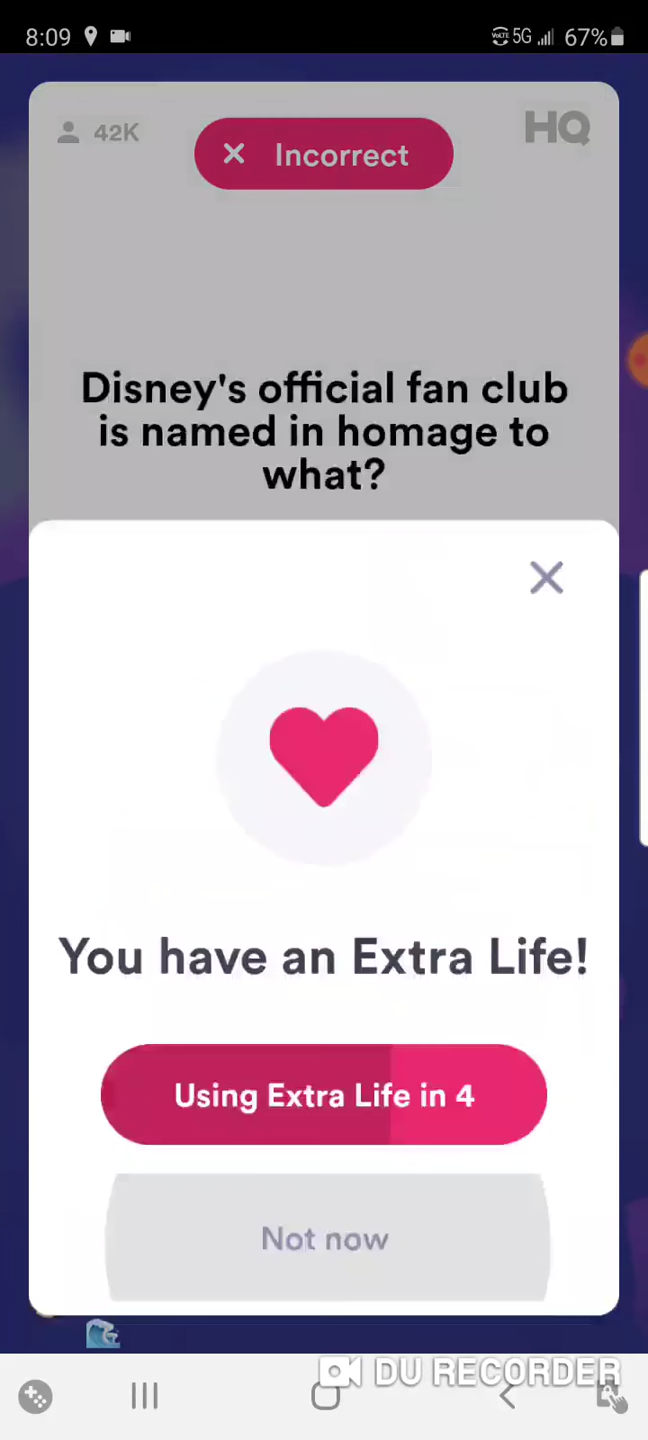 8:09 VoLTE 5G 67%
42K × Incorrect HQ
Disney's official fan club
is named in homage to
what?
You have an Extra Life!
Using Extra Life in 4
Not now
DU RECORDER